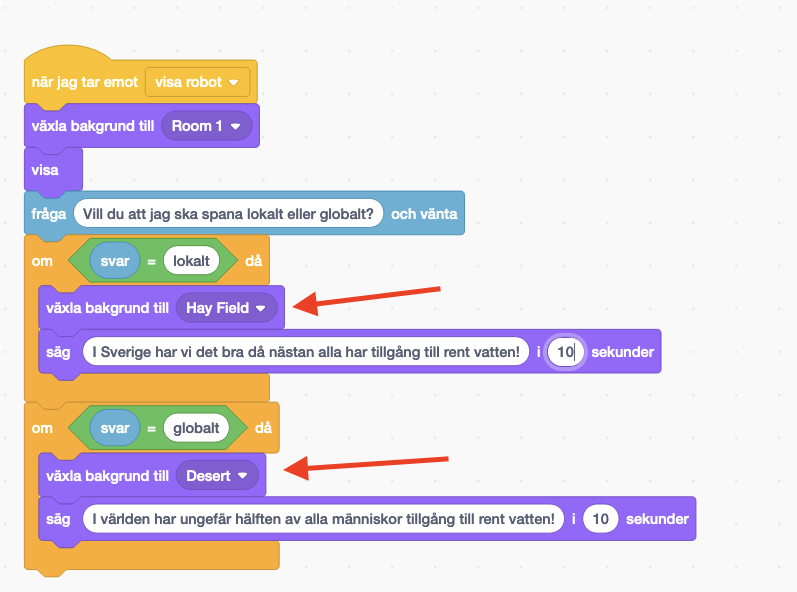 när jag tar emot visa robot
växla bakgrund till Room 1
visa
fråga Vill du att jag ska spana lokalt eller globalt? och vänta
om svar = lokalt då
växla bakgrund till Hay Field
säg I Sverige har vi det bra då nästan alla har tillgång till rent vatten! i 10 sekunder
om svar = globalt då
växla bakgrund till Desert
säg I världen har ungefär hälften av alla människor tillgång till rent vatten! i 10 sekunder